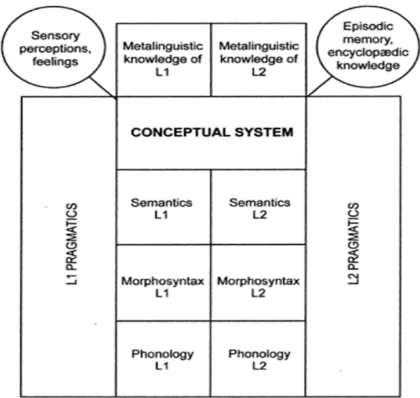 Sensory
perceptions,
feelings
Metalinguistic
knowledge of
L1
Metalinguistic
knowledge of
L2
Episodic
memory,
encyclopædic
knowledge
CONCEPTUAL SYSTEM
L1 PRAGMATICS
Semantics
L1
Semantics
L2
L2 PRAGMATICS
Morphosyntax
L1
Morphosyntax
L2
Phonology
L1
Phonology
L2